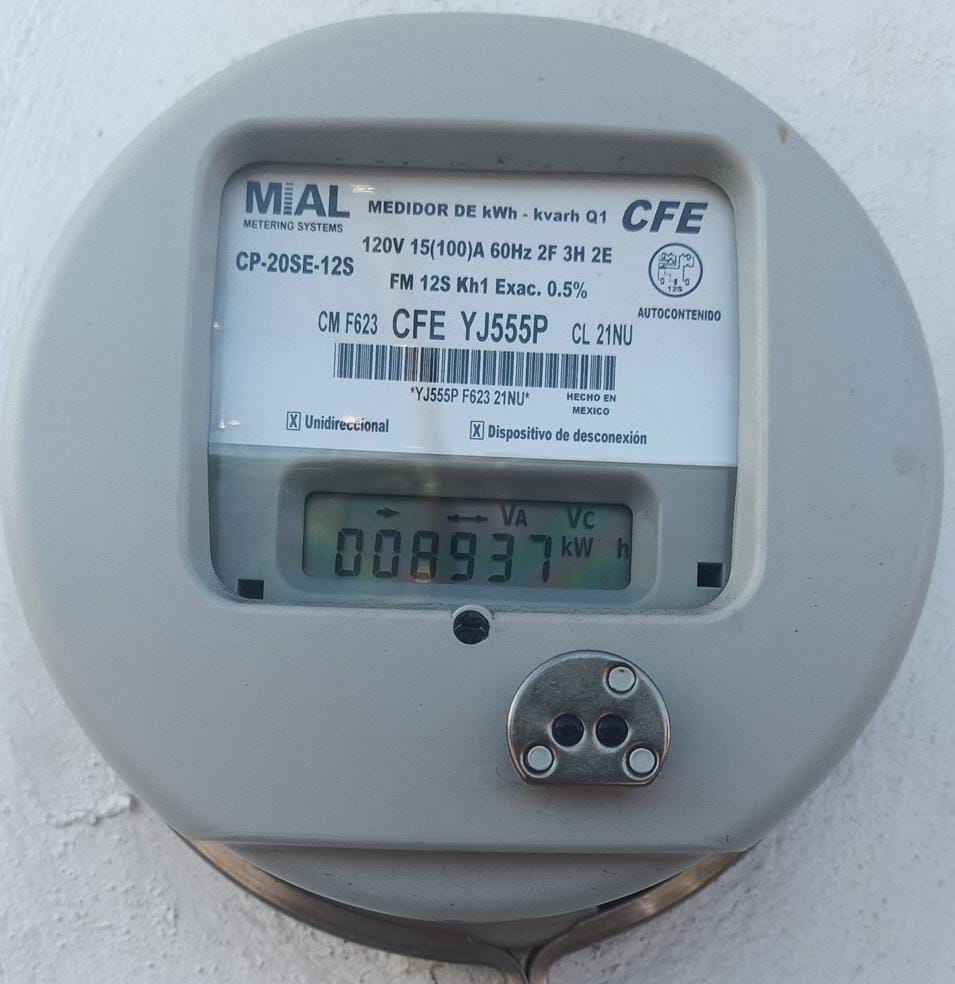 MIAL
METERING SYSTEMS
MEDIDOR DE kWh - kvarh Q1
CFE
120V 15(100)A 60Hz 2F 3H 2E
CP-20SE-12S
FM 12S Kh1 Exac. 0.5%
12S
AUTOCONTENIDO
CM F623 CFE YJ555P CL 21NU
*YJ555P F623 21NU*
HECHO EN
MEXICO
X Unidireccional
X Dispositivo de desconexión
VA VC
008937 kW h